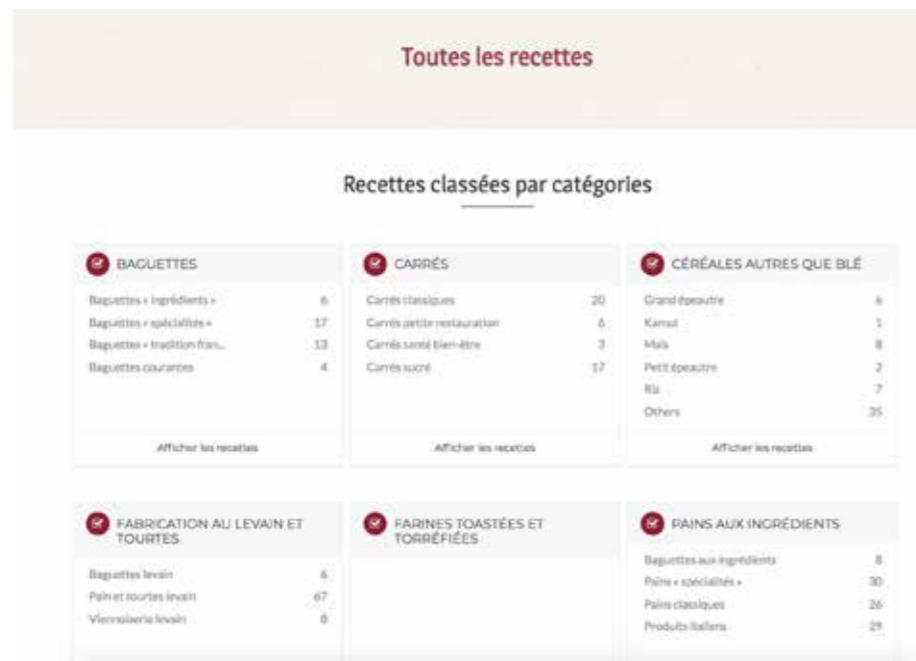 Toutes les recettes
Recettes classées par catégories
BAGUETTES
Baguettes « ingrédients » 6
Baguettes « spécialités » 17
Baguettes « tradition fran... 13
Baguettes courantes 4
Afficher les recettes
CARRÉS
Carrés classiques 20
Carrés petite restauration 6
Carrés santé bien-être 3
Carrés sucré 17
Afficher les recettes
CÉRÉALES AUTRES QUE BLÉ
Grand épeautre 6
Kamut 1
Maïs 8
Petit épeautre 2
Riz 7
Others 35
Afficher les recettes
FABRICATION AU LEVAIN ET
TOURTES
Baguettes levain 6
Pain et tourtes levain 67
Viennoiserie levain 8
FARINES TOASTÉES ET
TORRÉFIÉES
PAINS AUX INGRÉDIENTS
Baguettes aux ingrédients 8
Pains « spécialités » 30
Pains classiques 26
Produits italiens 29